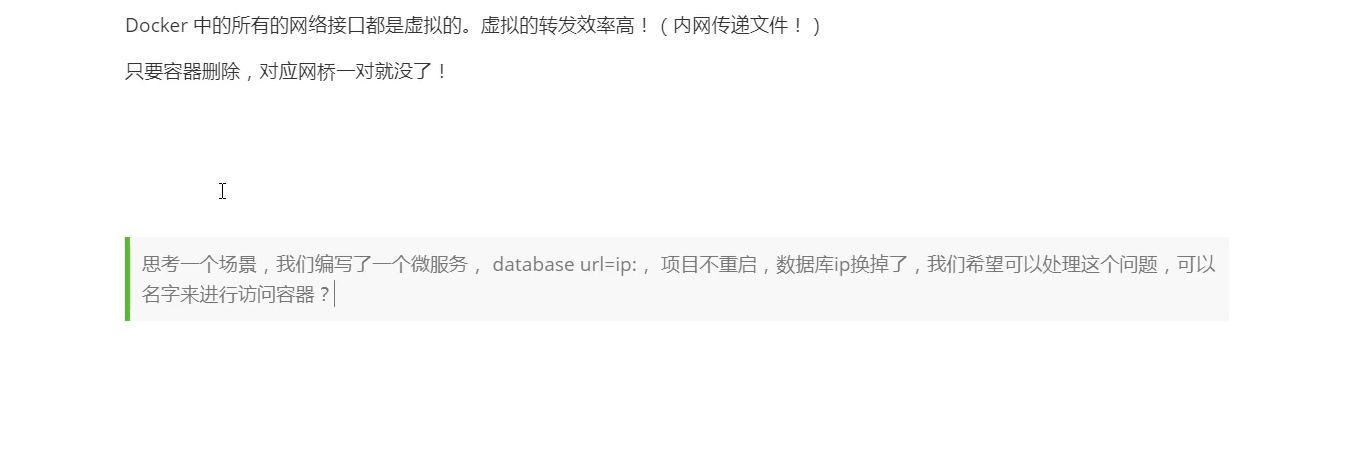 Docker 中的所有的网络接口都是虚拟的。虚拟的转发效率高！（内网传递文件！）
只要容器删除，对应网桥一对就没了！
思考一个场景，我们编写了一个微服务， database url=ip:， 项目不重启，数据库ip换掉了，我们希望可以处理这个问题，可以
名字来进行访问容器？